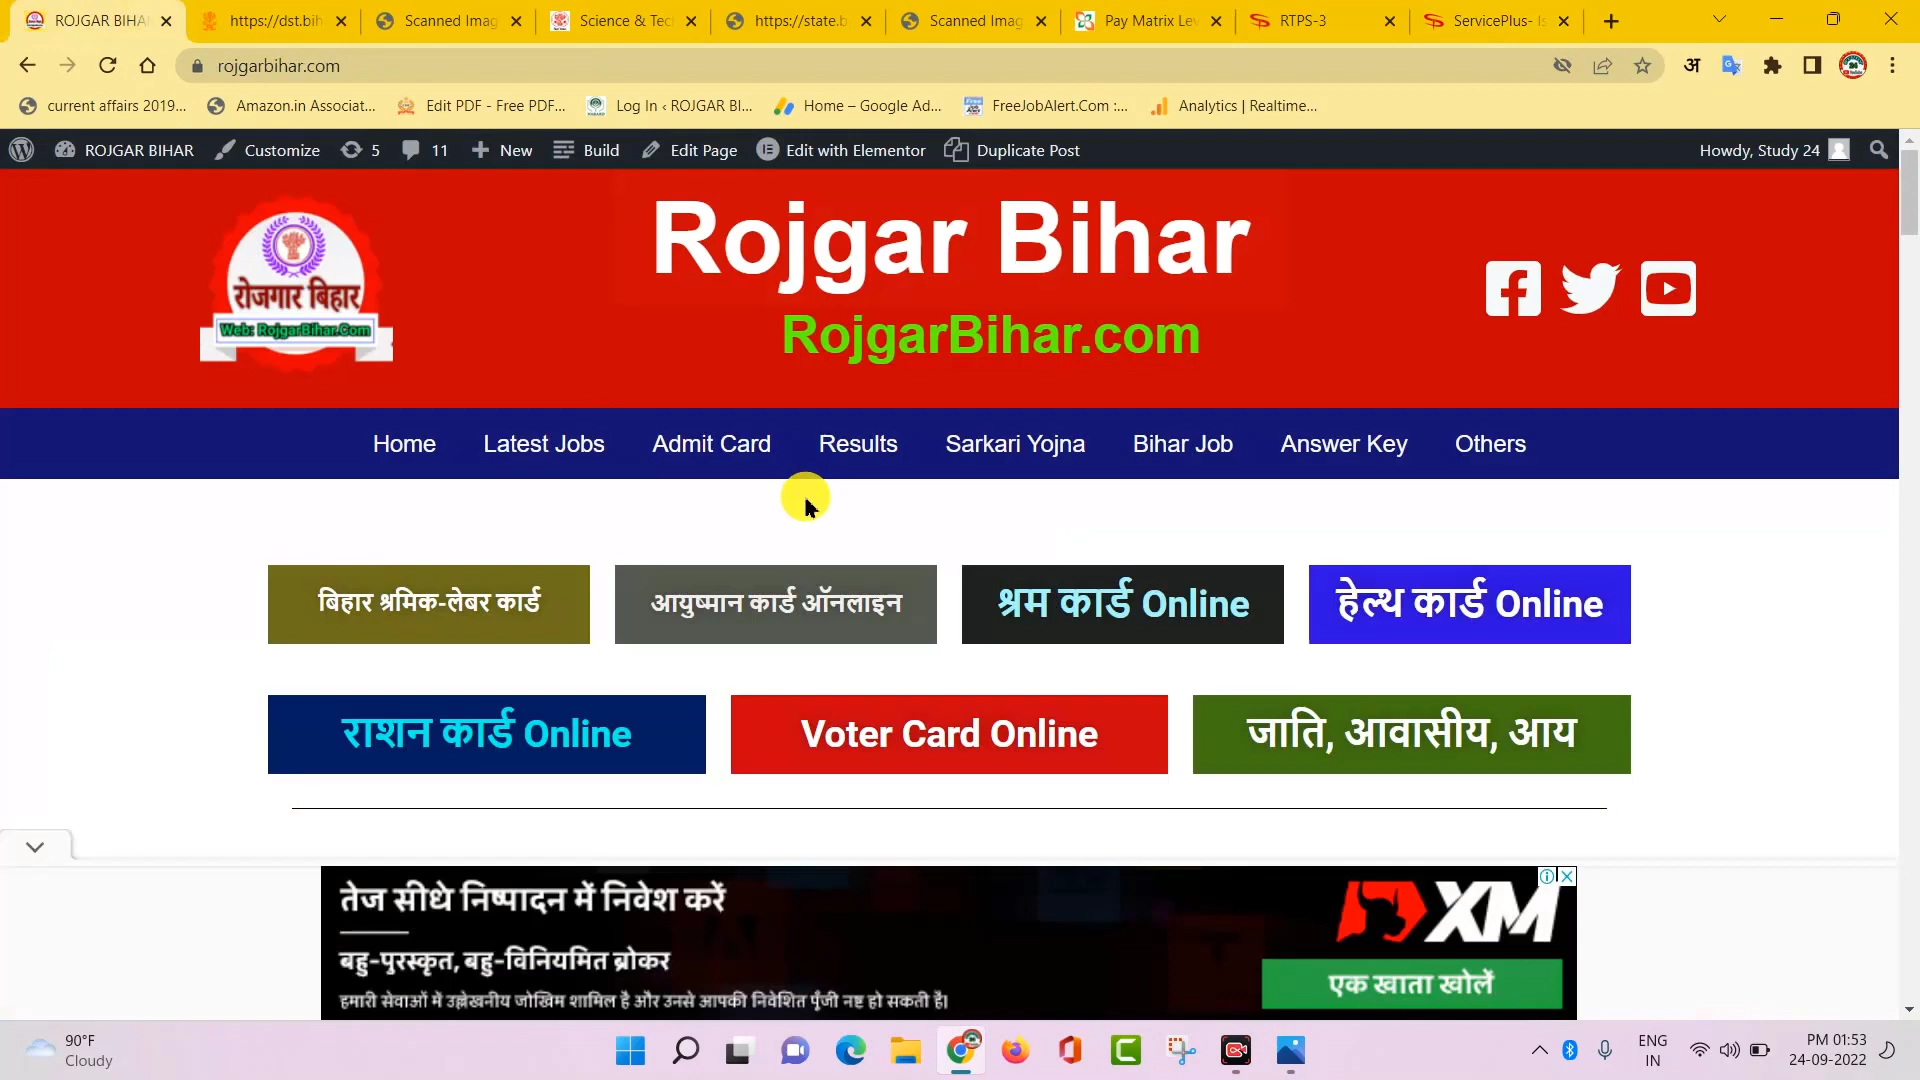 ROJGAR BIHA
https://dst.bih
Scanned Imag
Science & Tec
https://state.b
Scanned Imag
Pay Matrix Lev
RTPS-3
ServicePlus- Is
rojgarbihar.com
अ
current affairs 2019...
Amazon.in Associat...
Edit PDF - Free PDF...
Log In ‹ ROJGAR BI...
Home – Google Ad...
FreeJobAlert.Com :...
Analytics | Realtime...
ROJGAR BIHAR
Customize
5
11
New
Build
Edit Page
Edit with Elementor
Duplicate Post
Howdy, Study 24
रोजगार बिहार
Web: RojgarBihar.Com
Rojgar Bihar
RojgarBihar.com
Home
Latest Jobs
Admit Card
Results
Sarkari Yojna
Bihar Job
Answer Key
Others
बिहार श्रमिक-लेबर कार्ड
आयुष्मान कार्ड ऑनलाइन
श्रम कार्ड Online
हेल्थ कार्ड Online
राशन कार्ड Online
Voter Card Online
जाति, आवासीय, आय
तेज सीधे निष्पादन में निवेश करें
बहु-पुरस्कृत, बहु-विनियमित ब्रोकर
हमारी सेवाओं में उल्लेखनीय जोखिम शामिल है और उनसे आपकी निवेशित पूँजी नष्ट हो सकती है।
XM
एक खाता खोलें
90°F
Cloudy
ENG
IN
PM 01:53
24-09-2022